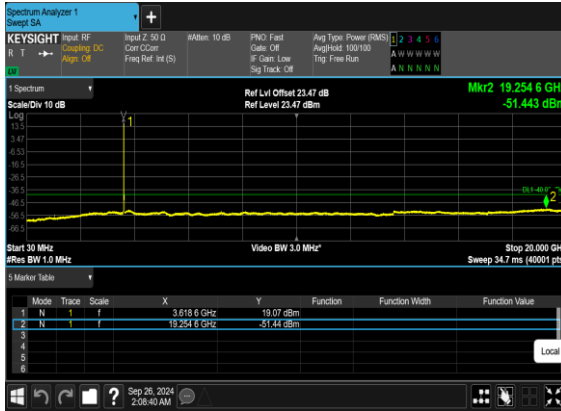 Spectrum Analyzer 1
Swept SA
+
KEYSIGHT Input: RF Input Z: 50 Ω #Atten: 10 dB PNO: Fast Avg Type: Power (RMS) 1 2 3 4 5 6
R T Coupling: DC Corr CCorr Gate: Off Avg|Hold: 100/100 A W W W W W
Align: Off Freq Ref: Int (S) IF Gain: Low Trig: Free Run
Sig Track: Off A N N N N N
1 Spectrum Ref Lvl Offset 23.47 dB Mkr2 19.254 6 GH
Scale/Div 10 dB Ref Level 23.47 dBm -51.443 dBm
Log
13.5
3.47
-6.53
-16.5
-26.5
-36.5
-46.5
-56.5
-66.5
1
2
Start 30 MHz Video BW 3.0 MHz* Stop 20.000 GH
#Res BW 1.0 MHz Sweep 34.7 ms (40001 pts
5 Marker Table
Mode Trace Scale X Y Function Function Width Function Value
1 N 1 f 3.618 6 GHz 19.07 dBm
2 N 1 f 19.254 6 GHz -51.44 dBm
3
4
5
6
Local
? Sep 26, 2024
2:08:40 AM